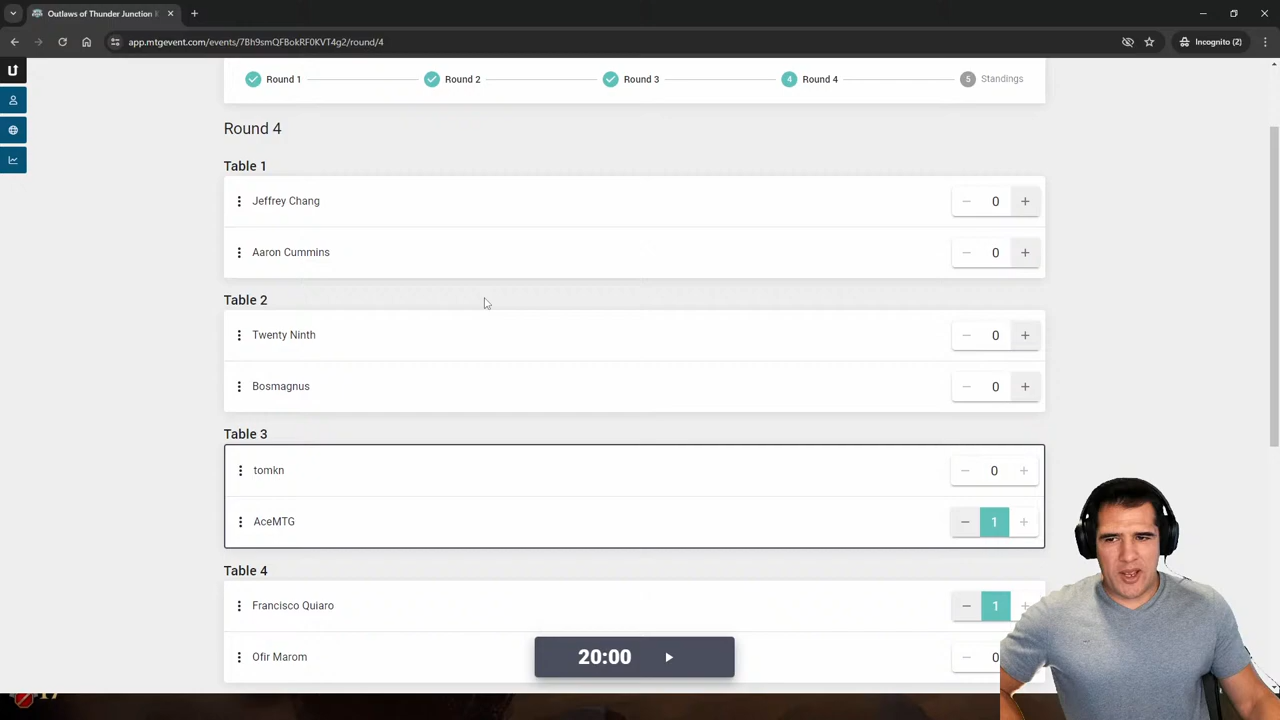 Outlaws of Thunder Junction
app.mtgevent.com/events/7Bh9smQFBokRF0KVT4g2/round/4
Incognito (2)
Round 1
Round 2
Round 3
4 Round 4
5 Standings
Round 4
Table 1
Jeffrey Chang
0
Aaron Cummins
0
Table 2
Twenty Ninth
0
Bosmagnus
0
Table 3
tomkn
0
AceMTG
1
Table 4
Francisco Quiaro
1
Ofir Marom
0
20:00